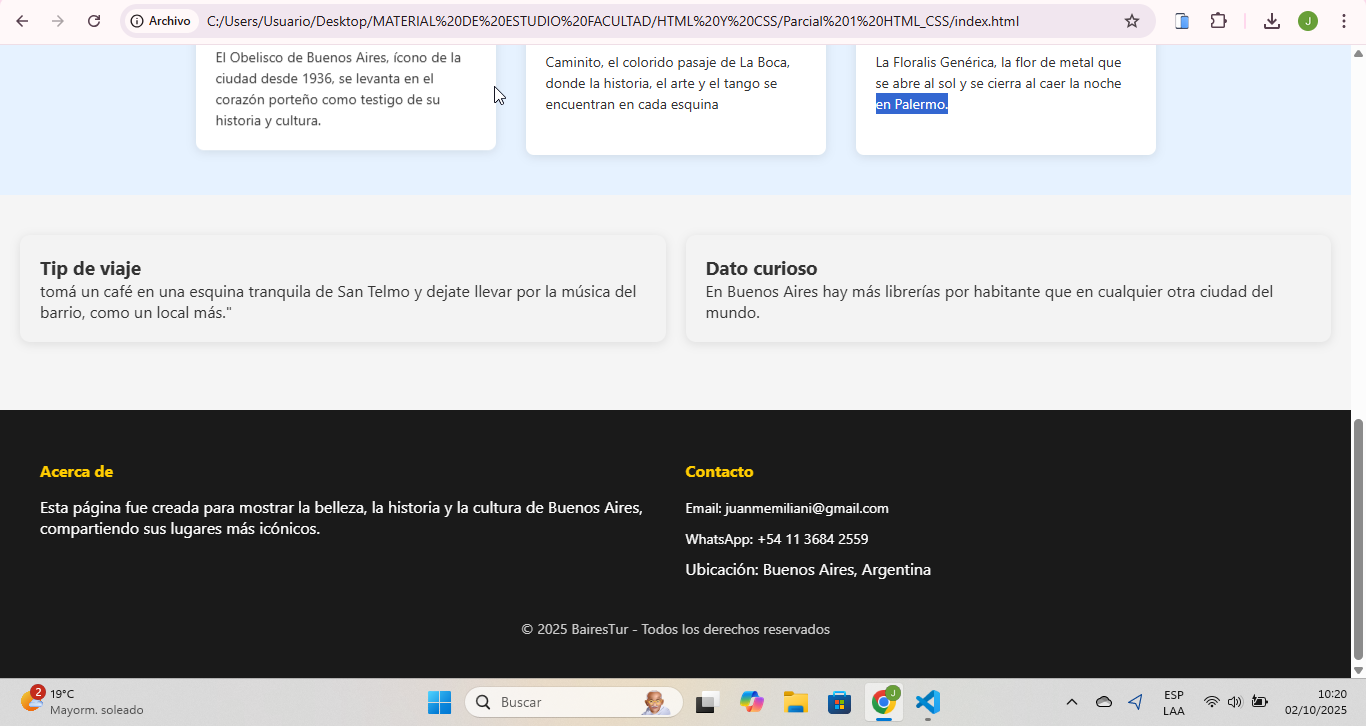 Archivo
C:/Users/Usuario/Desktop/MATERIAL%20DE%20ESTUDIO%20FACULTAD/HTML%20Y%20CSS/Parcial%201%20HTML_CSS/index.html
J
El Obelisco de Buenos Aires, ícono de la
ciudad desde 1936, se levanta en el
corazón porteño como testigo de su
historia y cultura.
Caminito, el colorido pasaje de La Boca,
donde la historia, el arte y el tango se
encuentran en cada esquina
La Floralis Genérica, la flor de metal que
se abre al sol y se cierra al caer la noche
en Palermo.
Tip de viaje
tomá un café en una esquina tranquila de San Telmo y dejate llevar por la música del
barrio, como un local más."
Dato curioso
En Buenos Aires hay más librerías por habitante que en cualquier otra ciudad del
mundo.
Acerca de
Esta página fue creada para mostrar la belleza, la historia y la cultura de Buenos Aires,
compartiendo sus lugares más icónicos.
Contacto
Email: juanmemiliani@gmail.com
WhatsApp: +54 11 3684 2559
Ubicación: Buenos Aires, Argentina
© 2025 BairesTur - Todos los derechos reservados
2
19°C
Mayorm. soleado
Buscar
J
ESP
LAA
10:20
02/10/2025